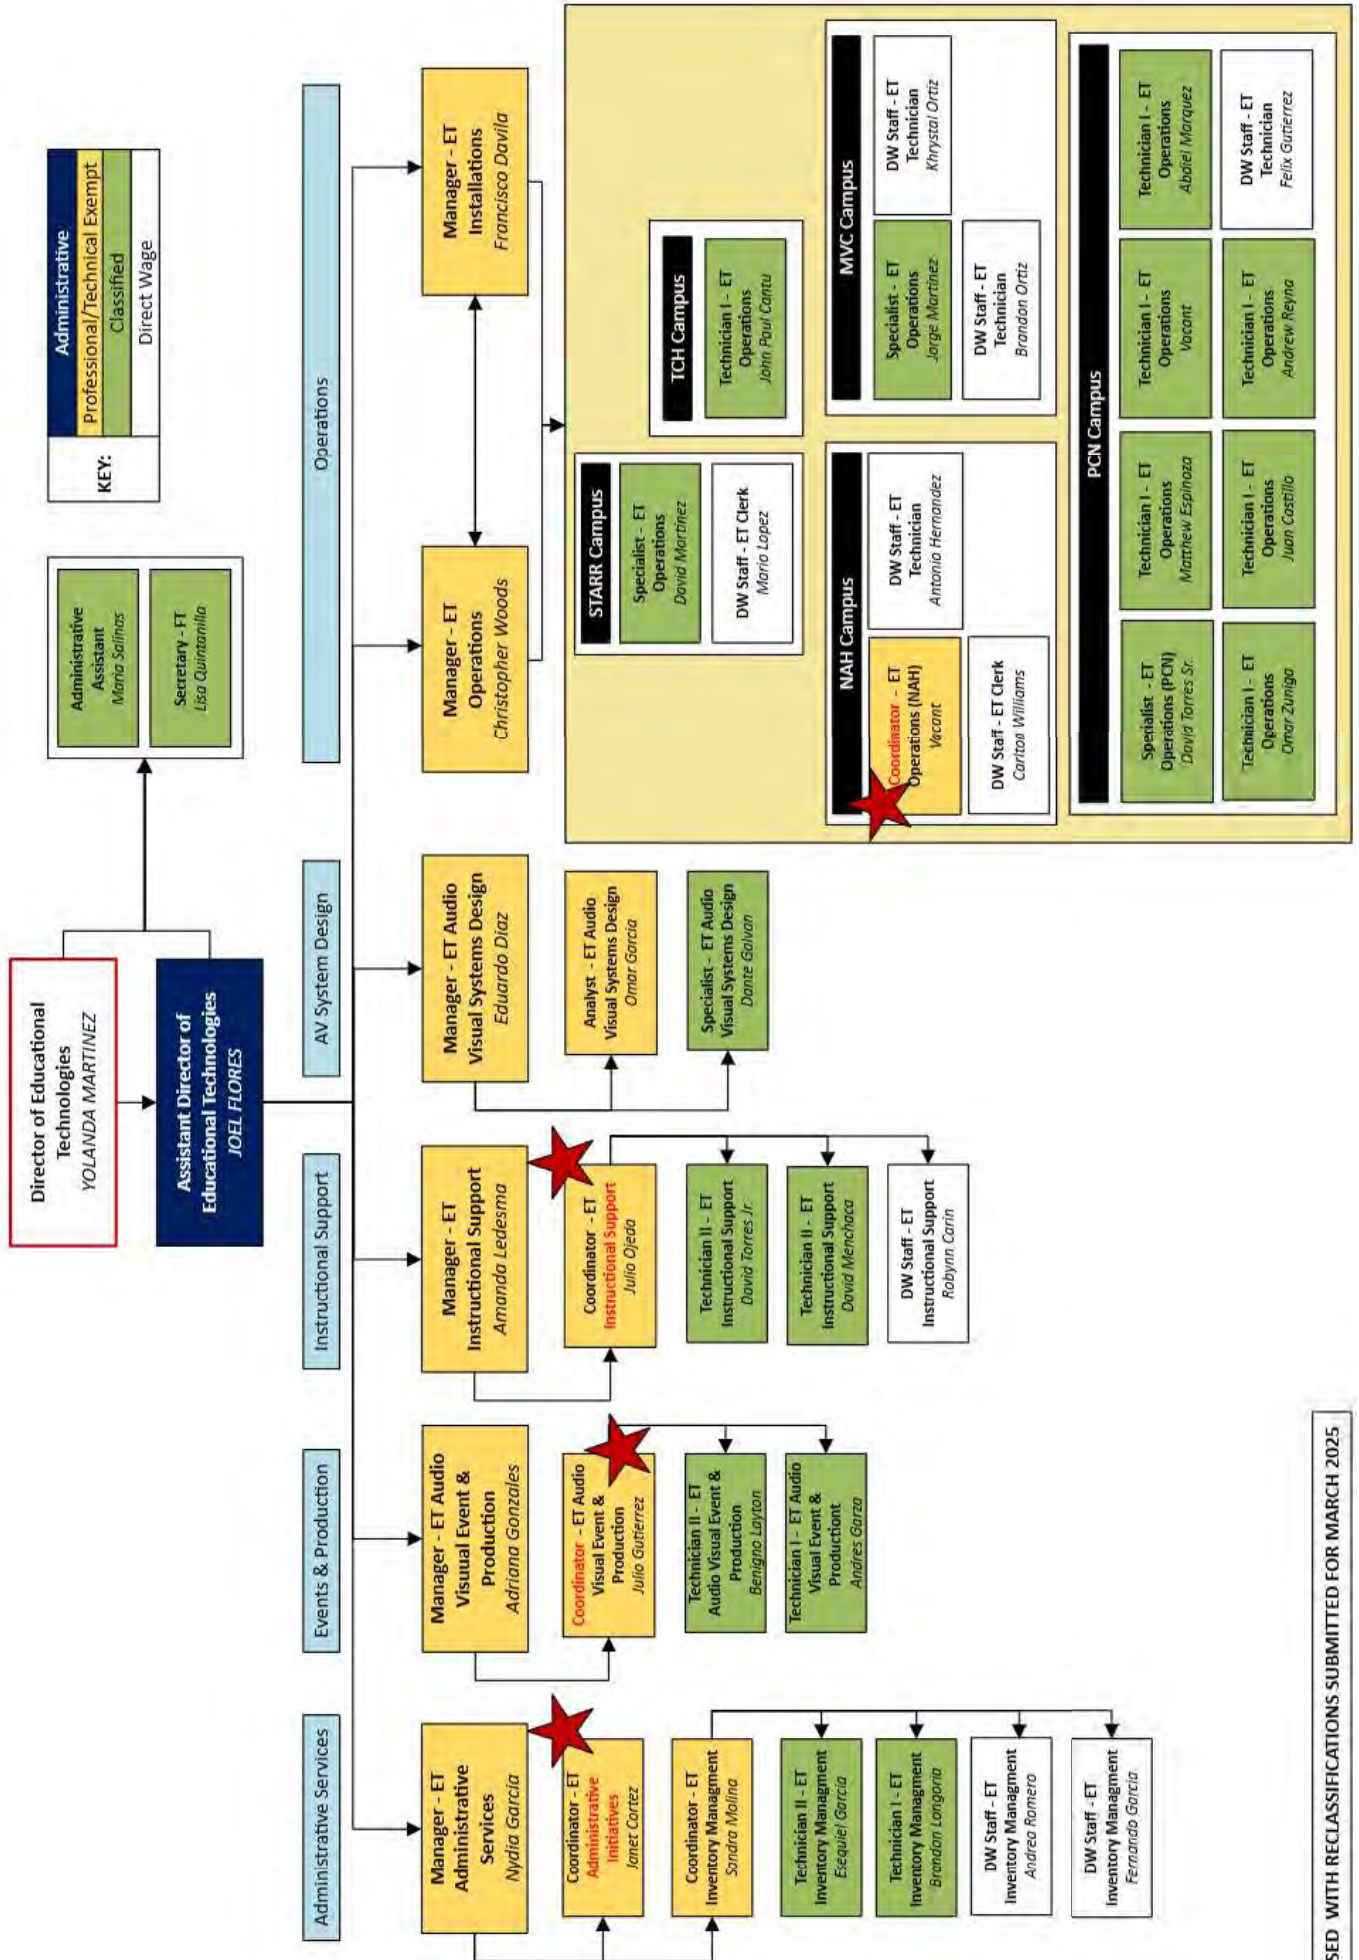 Director of Educational
Technologies
YOLANDA MARTINEZ
Assistant Director of
Educational Technologies
JOEL FLORES
Administrative
Assistant
Maria Salinas
Secretary - FT
Lisa Quintanilla
KEY:
Administrative
Professional/Technical Exempt
Classified
Direct Wage
Administrative Services
Events & Production
Instructional Support
AV System Design
Operations
Manager - ET
Administrative
Services
Nydia Garcia
Coordinator - ET
Administrative
Initiatives
Janet Cortez
Coordinator - ET
Inventory Managment
Sandra Molina
Technician II - ET
Inventory Managment
Esequiel Garcia
Technician I - ET
Inventory Managment
Brandon Longoria
DW Staff - ET
Inventory Managment
Andrea Romero
DW Staff - ET
Inventory Managment
Fernando Garcia
Manager - ET Audio
Visuual Event &
Production
Adriana Gonzales
Coordinator - ET Audio
Visual Event &
Production
Julio Gutierrez
Technician II - ET
Audio Visual Event &
Production
Benigno Layton
Technician I - ET Audio
Visual Event &
Productiont
Andres Garza
Manager - ET
Instructional Support
Amanda Ledesma
Coordinator - ET
Instructional Support
Julio Ojeda
Technician II - ET
Instructional Support
David Torres Jr.
Technician II - ET
Instructional Support
David Menchaca
DW Staff - ET
Instructional Support
Robynn Carin
Manager - ET Audio
Visual Systems Design
Eduardo Diaz
Analyst - ET Audio
Visual Systems Design
Omar Garcia
Specialist - ET Audio
Visual Systems Design
Dante Galvan
Manager - ET
Operations
Christopher Woods
Manager - ET
Installations
Francisco Davila
STARR Campus
Specialist - ET
Operations
David Martinez
DW Staff - ET Clerk
Mario Lopez
TCH Campus
Technician I - ET
Operations
John Paul Cantu
NAH Campus
Coordinator - ET
Operations (NAH)
Vacant
DW Staff - ET
Technician
Antonio Hernandez
DW Staff - ET Clerk
Carlton Williams
MVC Campus
Specialist - ET
Operations
Jorge Martinez
DW Staff - ET
Technician
Khrystal Ortiz
DW Staff - ET
Technician
Brandon Ortiz
PCN Campus
Specialist - ET
Operations (PCN)
David Torres Sr.
Technician I - ET
Operations
Matthew Espinoza
Technician I - ET
Operations
Vacant
Technician I - ET
Operations
Abdiel Marquez
Technician I - ET
Operations
Omar Zuniga
Technician I - ET
Operations
Juan Castillo
Technician I - ET
Operations
Andrew Reyna
DW Staff - ET
Technician
Felix Gutierrez
SED WITH RECLASSIFICATIONS SUBMITTED FOR MARCH 2025